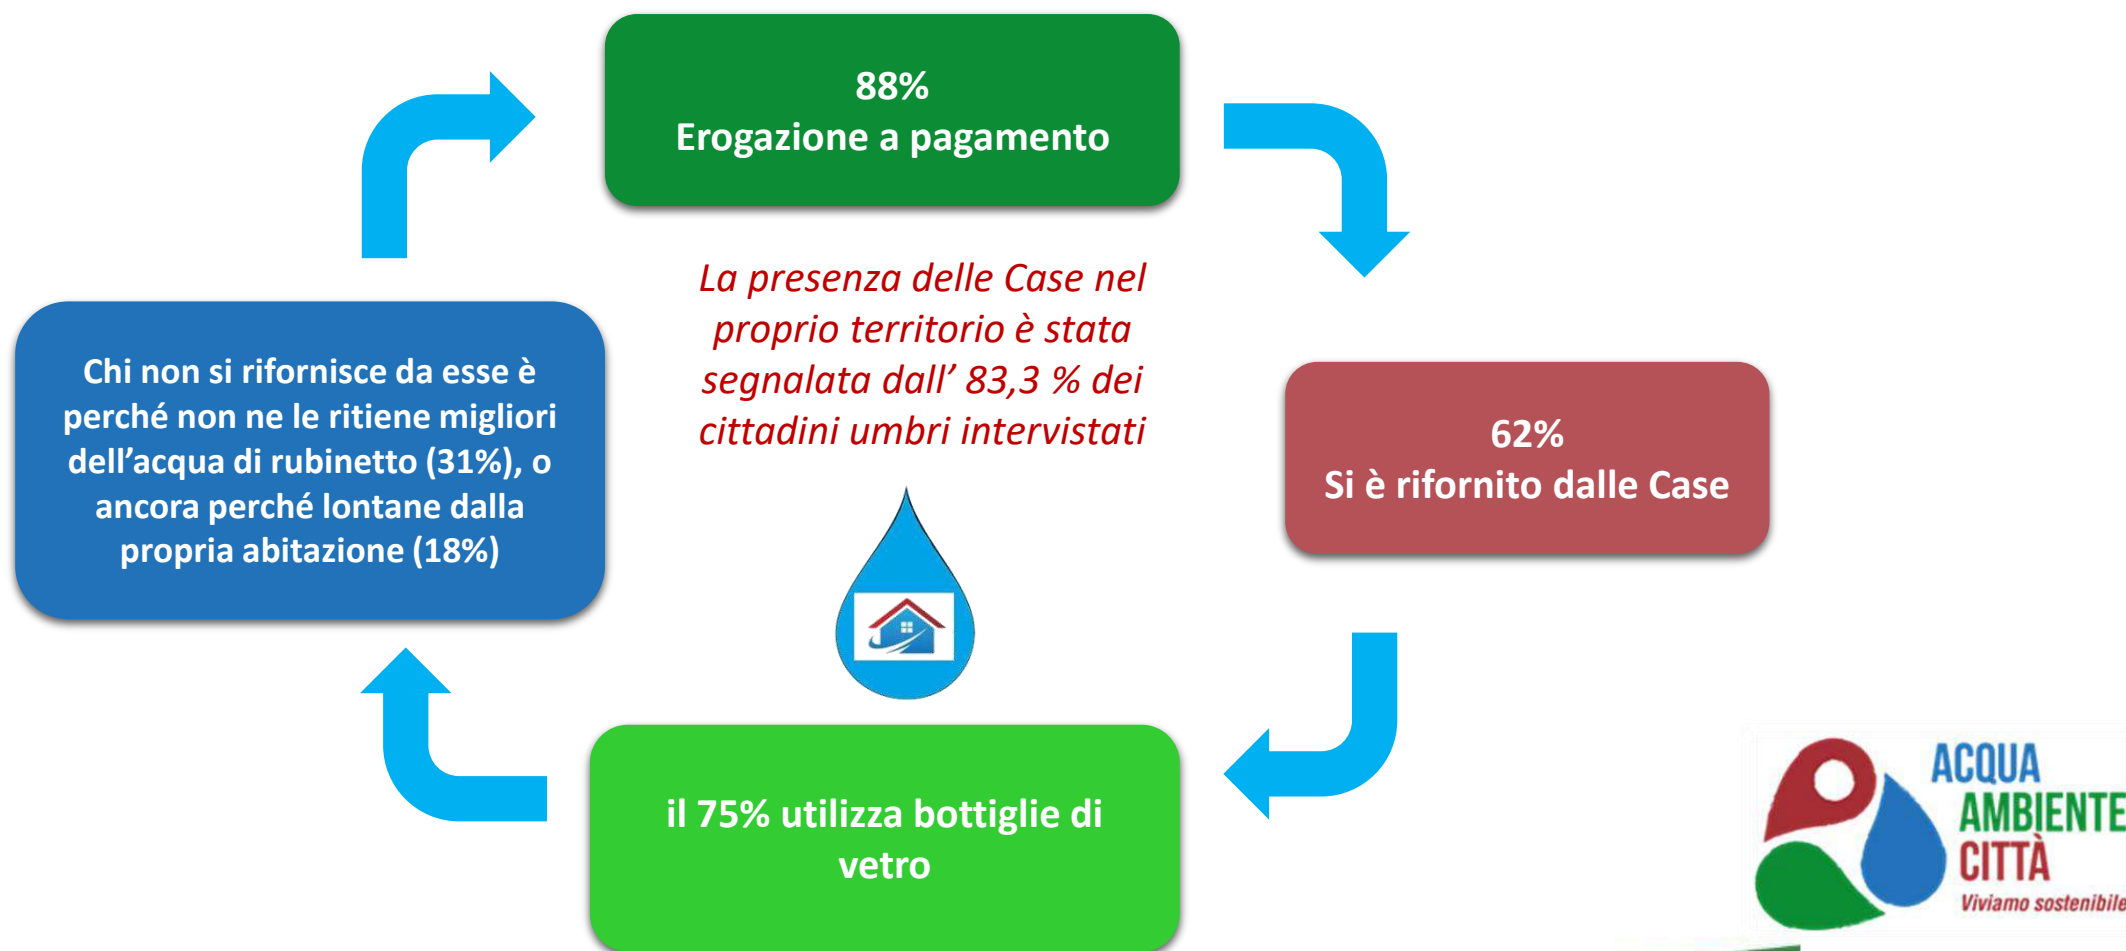 88%
Erogazione a pagamento
La presenza delle Case nel
proprio territorio è stata
segnalata dall’ 83,3 % dei
cittadini umbri intervistati
Chi non si rifornisce da esse è
perché non ne le ritiene migliori
dell’acqua di rubinetto (31%), o
ancora perché lontane dalla
propria abitazione (18%)
62%
Si è rifornito dalle Case
il 75% utilizza bottiglie di
vetro
ACQUA
AMBIENTE
CITTÀ
Viviamo sostenibile